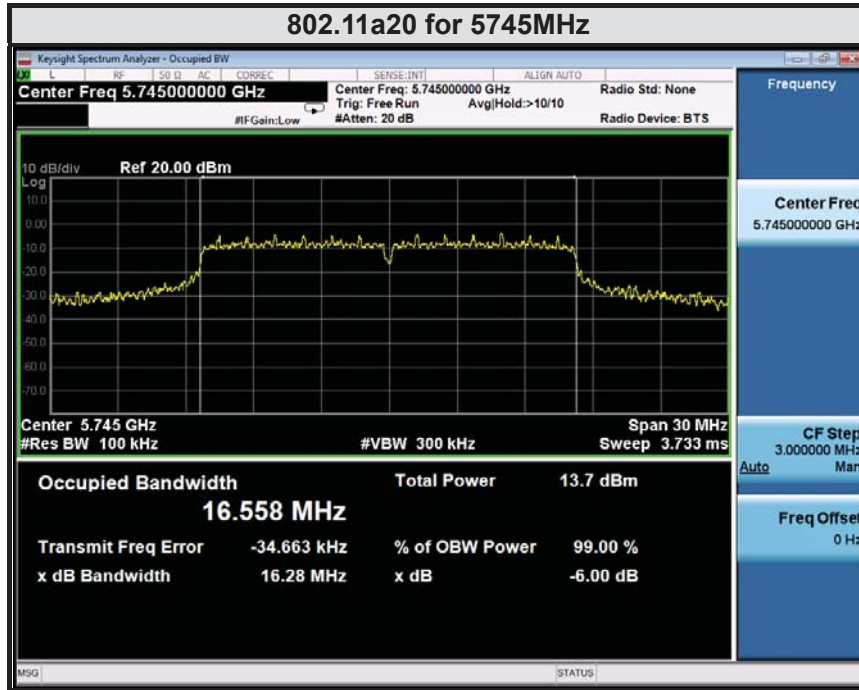 802.11a20 for 5745MHz
Keysight Spectrum Analyzer - Occupied BW
L RF 50 Ω AC CORREC SENSE:INT ALIGN AUTO
Center Freq 5.745000000 GHz
Center Freq: 5.745000000 GHz
Radio Std: None
Trig: Free Run Avg|Hold:>10/10
#IFGain:Low #Atten: 20 dB
Radio Device: BTS
10 dB/div Ref 20.00 dBm
Log
10.0
0.00
-10.0
-20.0
-30.0
-40.0
-50.0
-60.0
-70.0
Center 5.745 GHz Span 30 MHz
#Res BW 100 kHz #VBW 300 kHz Sweep 3.733 ms
Occupied Bandwidth Total Power 13.7 dBm
16.558 MHz
Transmit Freq Error -34.663 kHz % of OBW Power 99.00 %
x dB Bandwidth 16.28 MHz x dB -6.00 dB
MSG STATUS
Frequency
Center Freq
5.745000000 GHz
CF Step
3.000000 MHz
Auto Man
Freq Offset
0 Hz